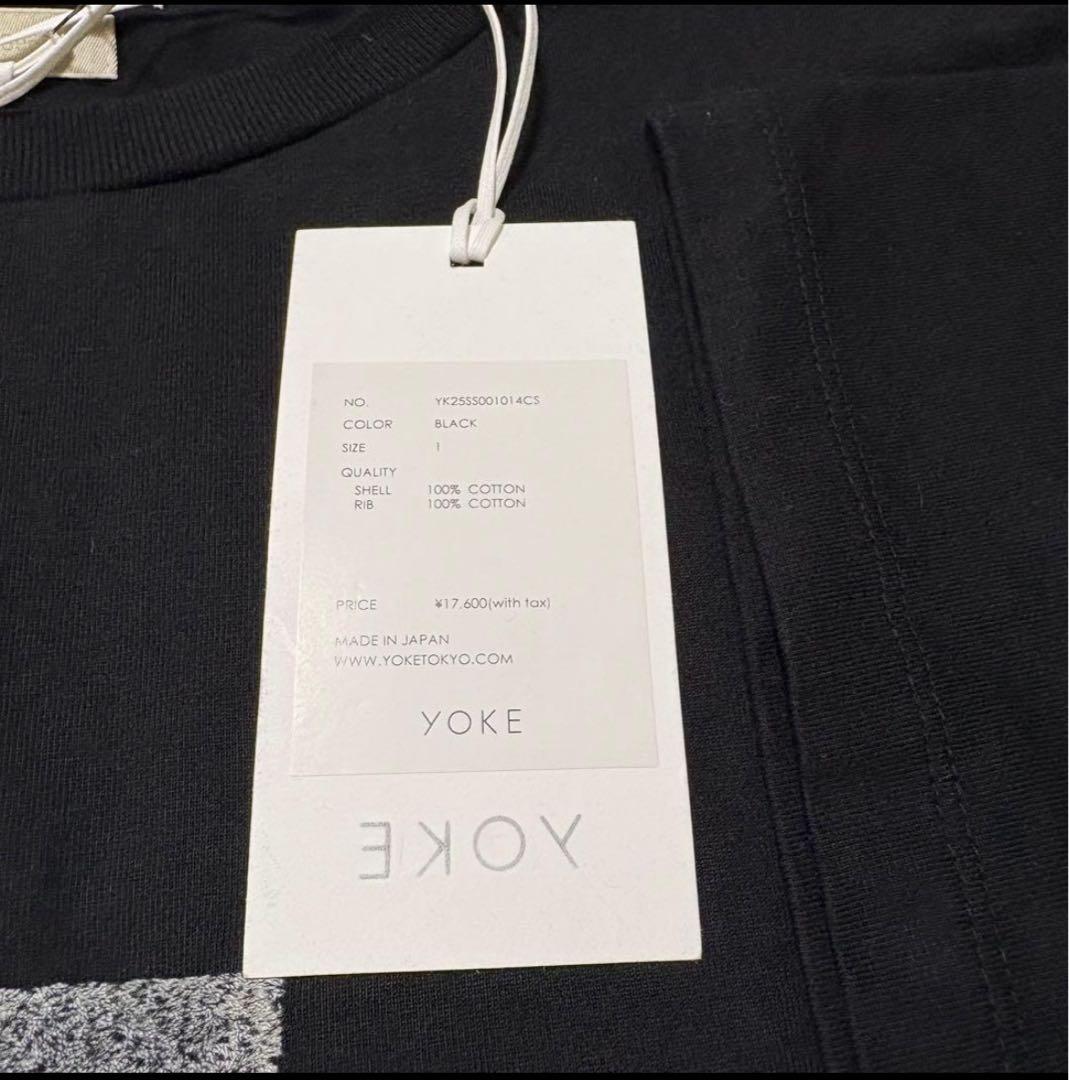 NO. YK25SS001014CS
COLOR BLACK
SIZE 1
QUALITY
SHELL 100% COTTON
RIB 100% COTTON
PRICE ¥17,600(with tax)
MADE IN JAPAN
WWW.YOKETOKYO.COM
YOKE
YOKE